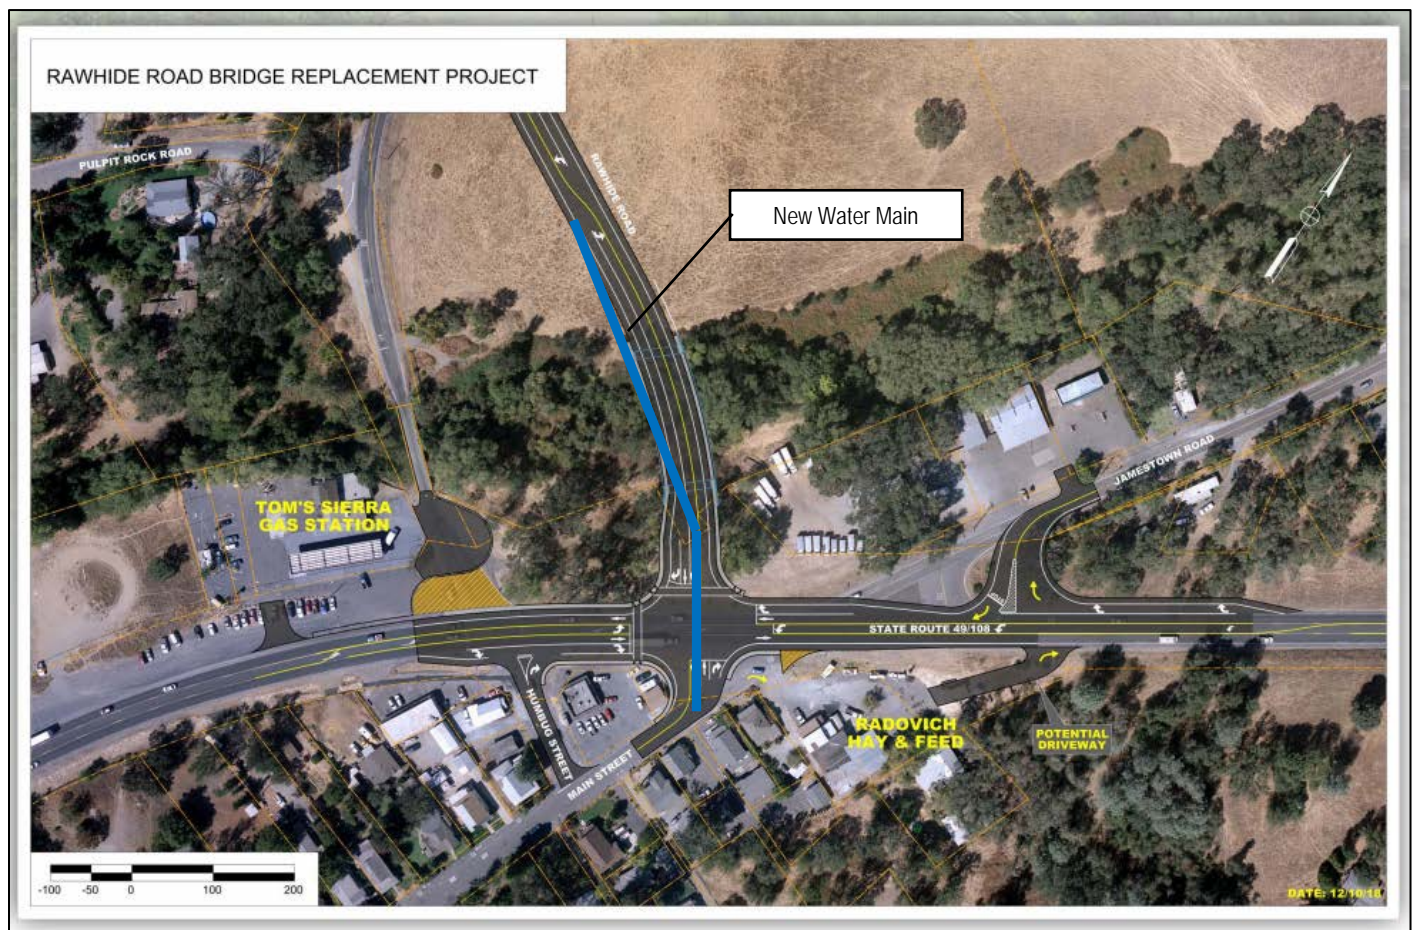 RAWHIDE ROAD BRIDGE REPLACEMENT PROJECT
PULPIT ROCK ROAD
RAWHIDE ROAD
New Water Main
JAMESTOWN ROAD
TOM'S SIERRA
GAS STATION
STATE ROUTE 49/108
HUMBUG STREET
MAIN STREET
RADOVICH
HAY & FEED
POTENTIAL
DRIVEWAY
-100 -50 0 100 200
DATE: 12/10/18